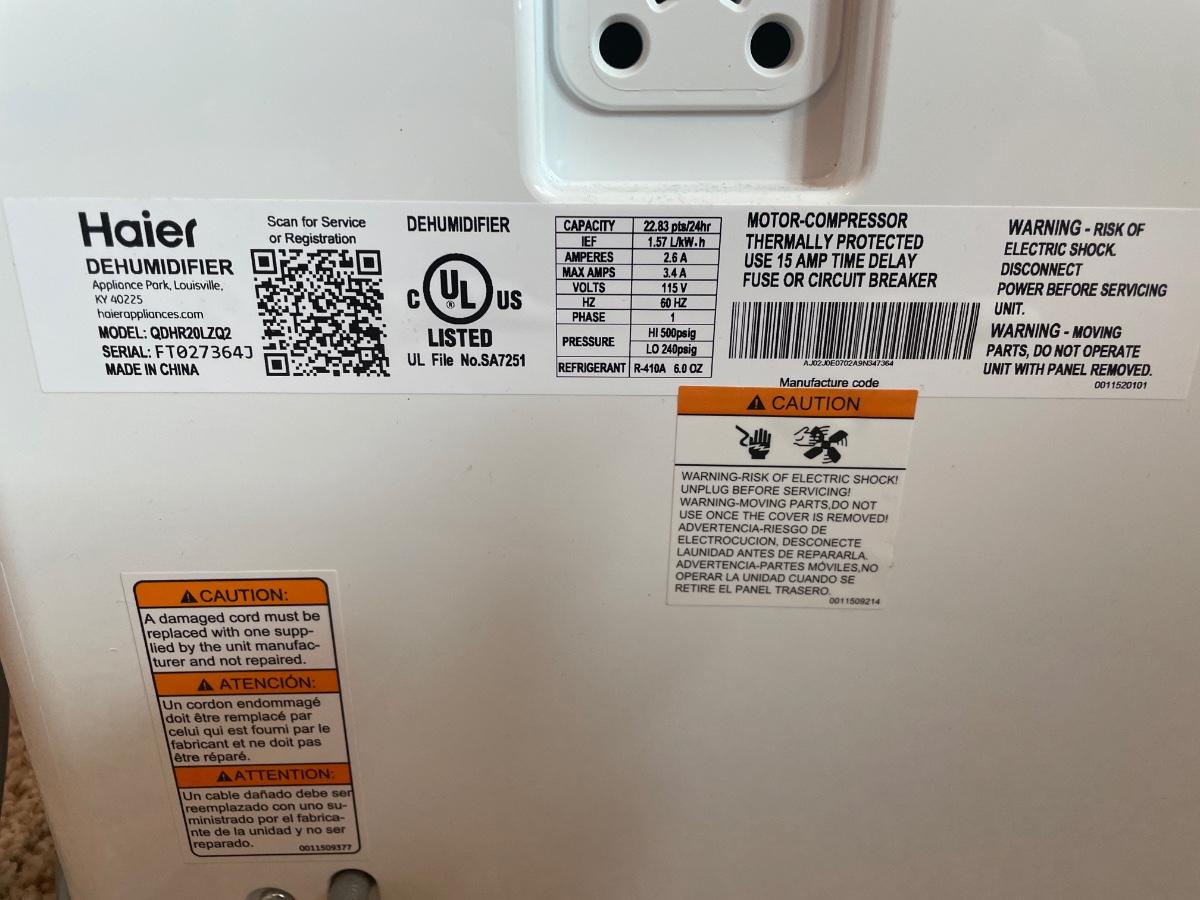 Haier
DEHUMIDIFIER
Appliance Park, Louisville,
KY 40225
haierappliances.com
MODEL: QDHR20LZQ2
SERIAL: FT027364J
MADE IN CHINA
Scan for Service
or Registration
DEHUMIDIFIER
C UL ® US
LISTED
UL File No.SA7251
CAPACITY 22.83 pts/24hr
IEF 1.57 L/kW·h
AMPERES 2.6 A
MAX AMPS 3.4 A
VOLTS 115 V
HZ 60 HZ
PHASE 1
PRESSURE HI 500psig
LO 240psig
REFRIGERANT R-410A 6.0 OZ
MOTOR-COMPRESSOR
THERMALLY PROTECTED
USE 15 AMP TIME DELAY
FUSE OR CIRCUIT BREAKER
AJ02J0E0702A9N347364
Manufacture code
WARNING - RISK OF
ELECTRIC SHOCK.
DISCONNECT
POWER BEFORE SERVICING
UNIT.
WARNING - MOVING
PARTS, DO NOT OPERATE
UNIT WITH PANEL REMOVED.
0011520101
CAUTION
WARNING-RISK OF ELECTRIC SHOCK!
UNPLUG BEFORE SERVICING!
WARNING-MOVING PARTS,DO NOT
USE ONCE THE COVER IS REMOVED!
ADVERTENCIA-RIESGO DE
ELECTROCUCION, DESCONECTE
LAUNIDAD ANTES DE REPARARLA.
ADVERTENCIA-PARTES MÓVILES,NO
OPERAR LA UNIDAD CUANDO SE
RETIRE EL PANEL TRASERO.
0011509214
CAUTION:
A damaged cord must be
replaced with one supp-
lied by the unit manufac-
turer and not repaired.
ATENCIÓN:
Un cordon endommagé
doit être remplacé par
celui qui est fourni par le
fabricant et ne doit pas
être réparé.
ATTENTION:
Un cable dañado debe ser
reemplazado con uno su-
ministrado por el fabrica-
nte de la unidad y no ser
reparado.
0011509377